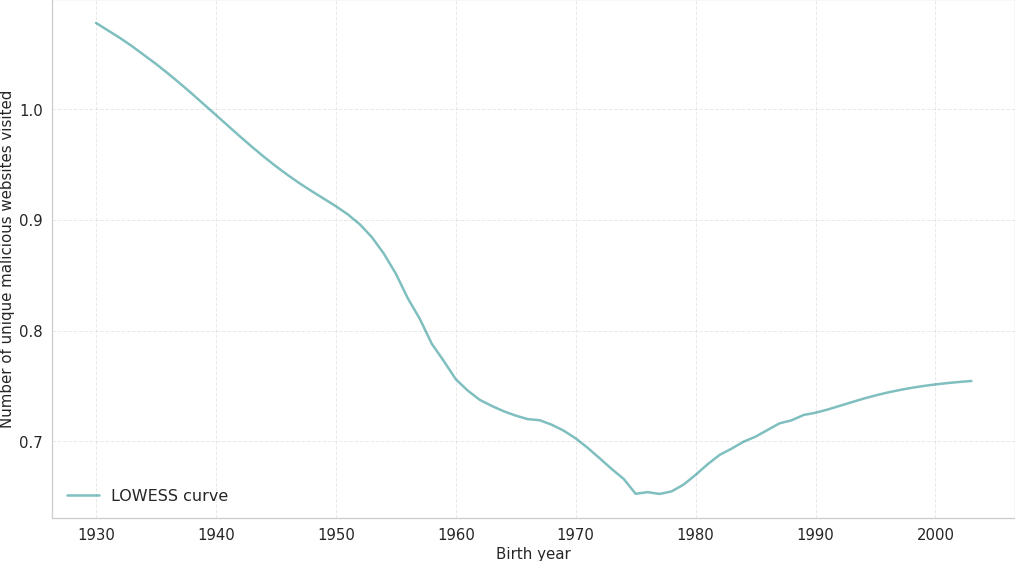 Number of unique malicious websites visited
1.0
0.9
0.8
0.7
LOWESS curve
1930 1940 1950 1960 1970 1980 1990 2000
Birth year